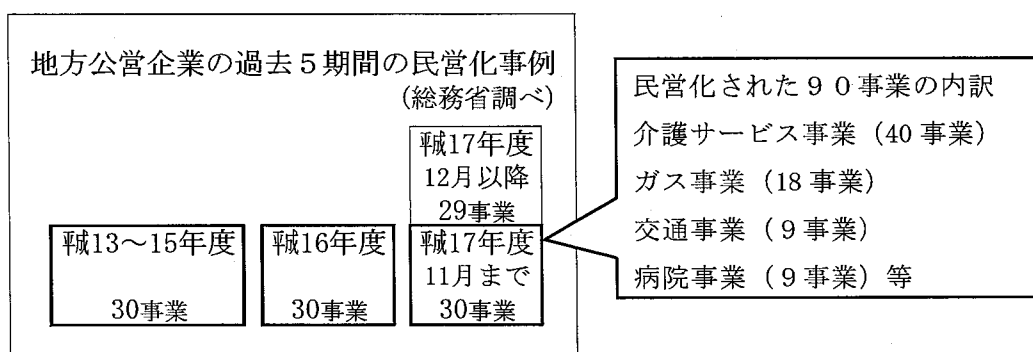 地方公営企業の過去5期間の民営化事例
(総務省調べ)
平成17年度
12月以降
29事業
平成13~15年度
30事業
平成16年度
30事業
平成17年度
11月まで
30事業
民営化された90事業の内訳
介護サービス事業(40事業)
ガス事業(18事業)
交通事業(9事業)
病院事業(9事業)等